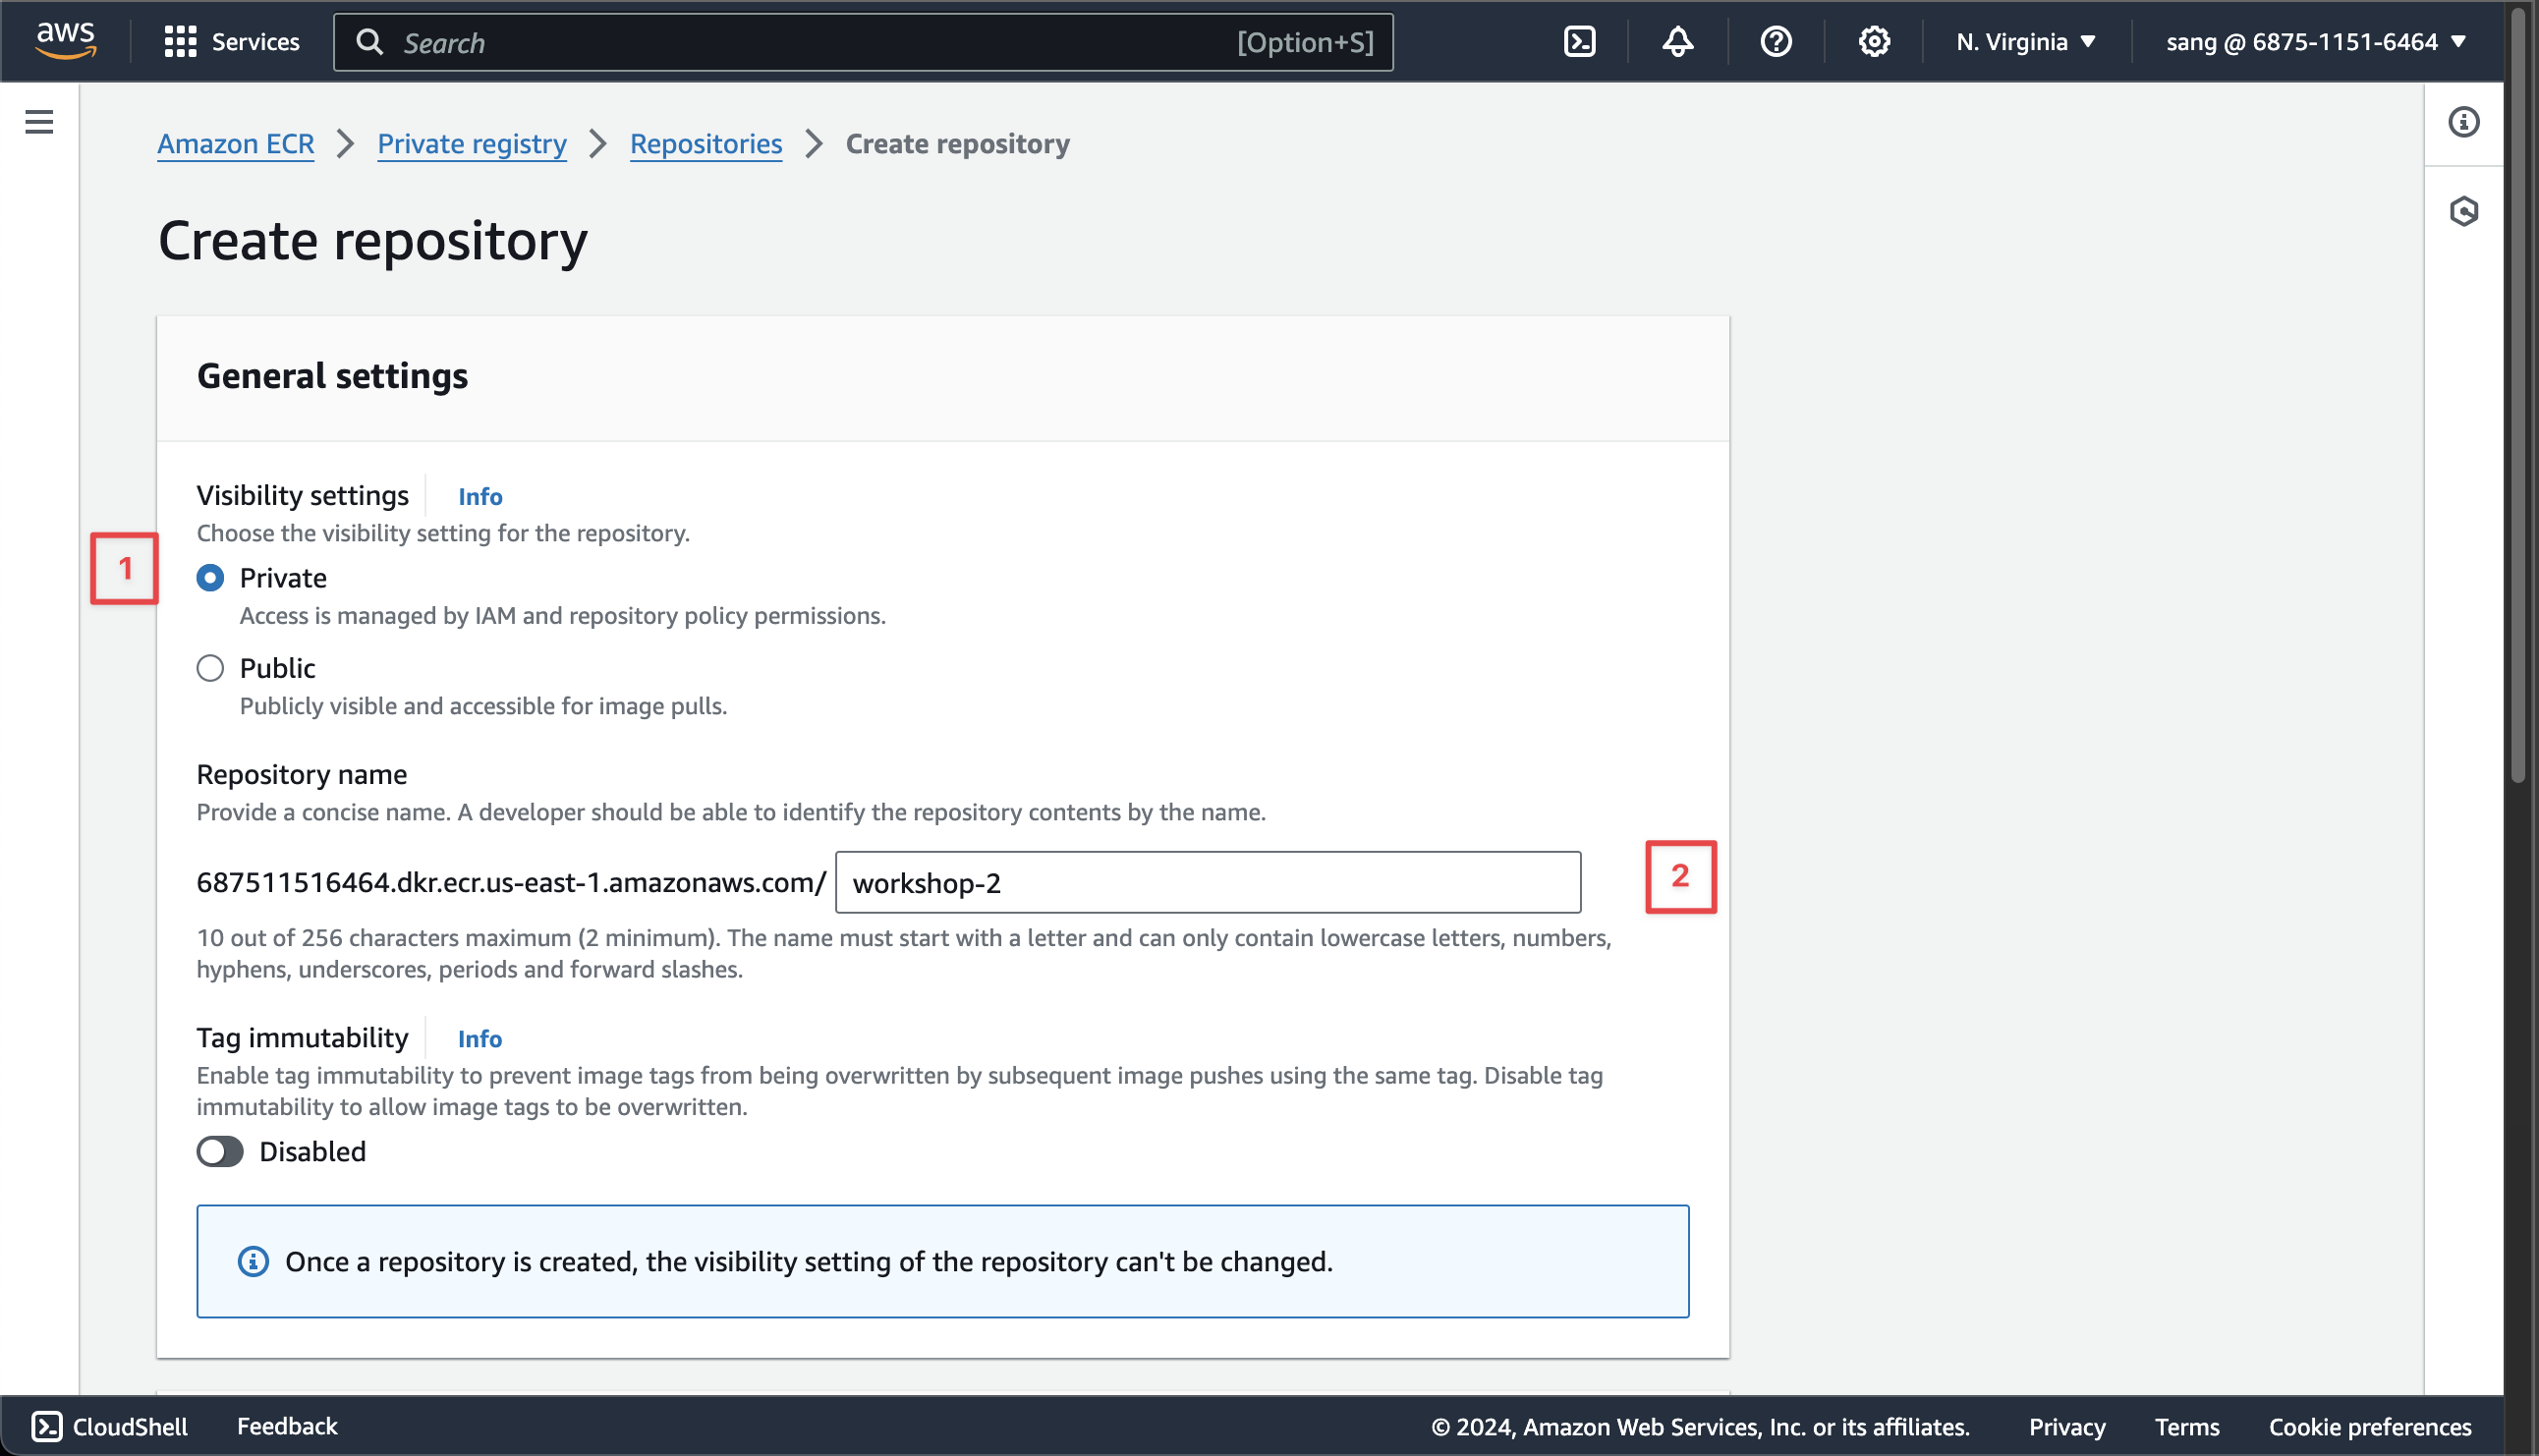 aws
Services
Search
[Option+S]
N. Virginia
sang @ 6875-1151-6464
Amazon ECR
Private registry
Repositories
Create repository
Create repository
General settings
Visibility settings
Info
Choose the visibility setting for the repository.
1
Private
Access is managed by IAM and repository policy permissions.
Public
Publicly visible and accessible for image pulls.
Repository name
Provide a concise name. A developer should be able to identify the repository contents by the name.
687511516464.dkr.ecr.us-east-1.amazonaws.com/
workshop-2
2
10 out of 256 characters maximum (2 minimum). The name must start with a letter and can only contain lowercase letters, numbers,
hyphens, underscores, periods and forward slashes.
Tag immutability
Info
Enable tag immutability to prevent image tags from being overwritten by subsequent image pushes using the same tag. Disable tag
immutability to allow image tags to be overwritten.
Disabled
Once a repository is created, the visibility setting of the repository can't be changed.
CloudShell
Feedback
© 2024, Amazon Web Services, Inc. or its affiliates.
Privacy
Terms
Cookie preferences